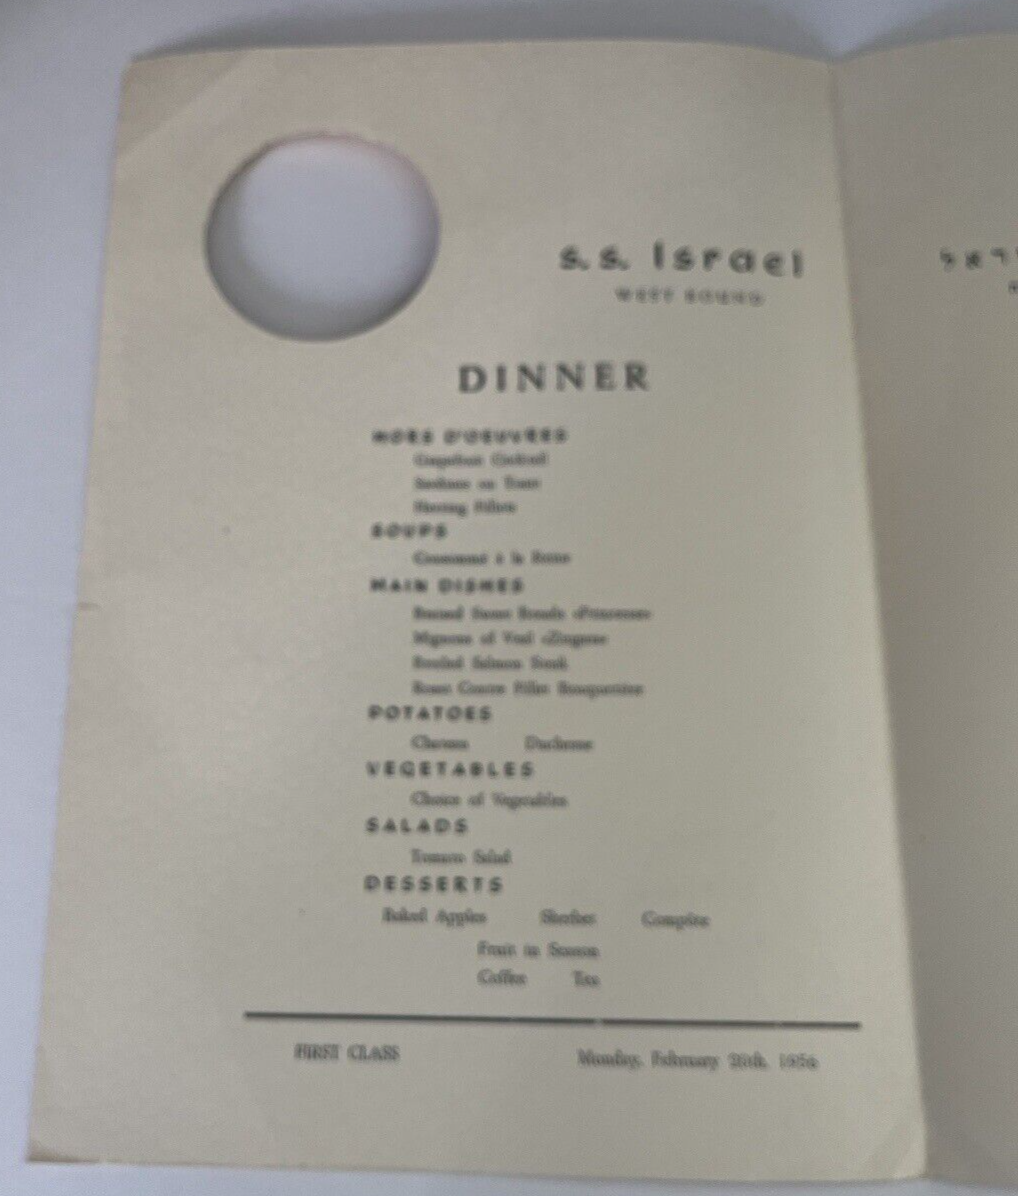 s. s. Israel
WEST BOUND
DINNER
HORS D'OEUVRES
Grapefruit Cocktail
Sardines on Toast
Herring Fillets
SOUPS
Consommé à la Reine
MAIN DISHES
Braised Sweet Breads «Princesse»
Mignons of Veal «Zingara»
Broiled Salmon Steak
Roast Goose
POTATOES
Duchesse
VEGETABLES
Choice of Vegetables
SALADS
Tomato Salad
DESSERTS
Baked Apples Sherbet Compôte
Fruit in Season
Coffee Tea
FIRST CLASS Monday, February 20th, 1956